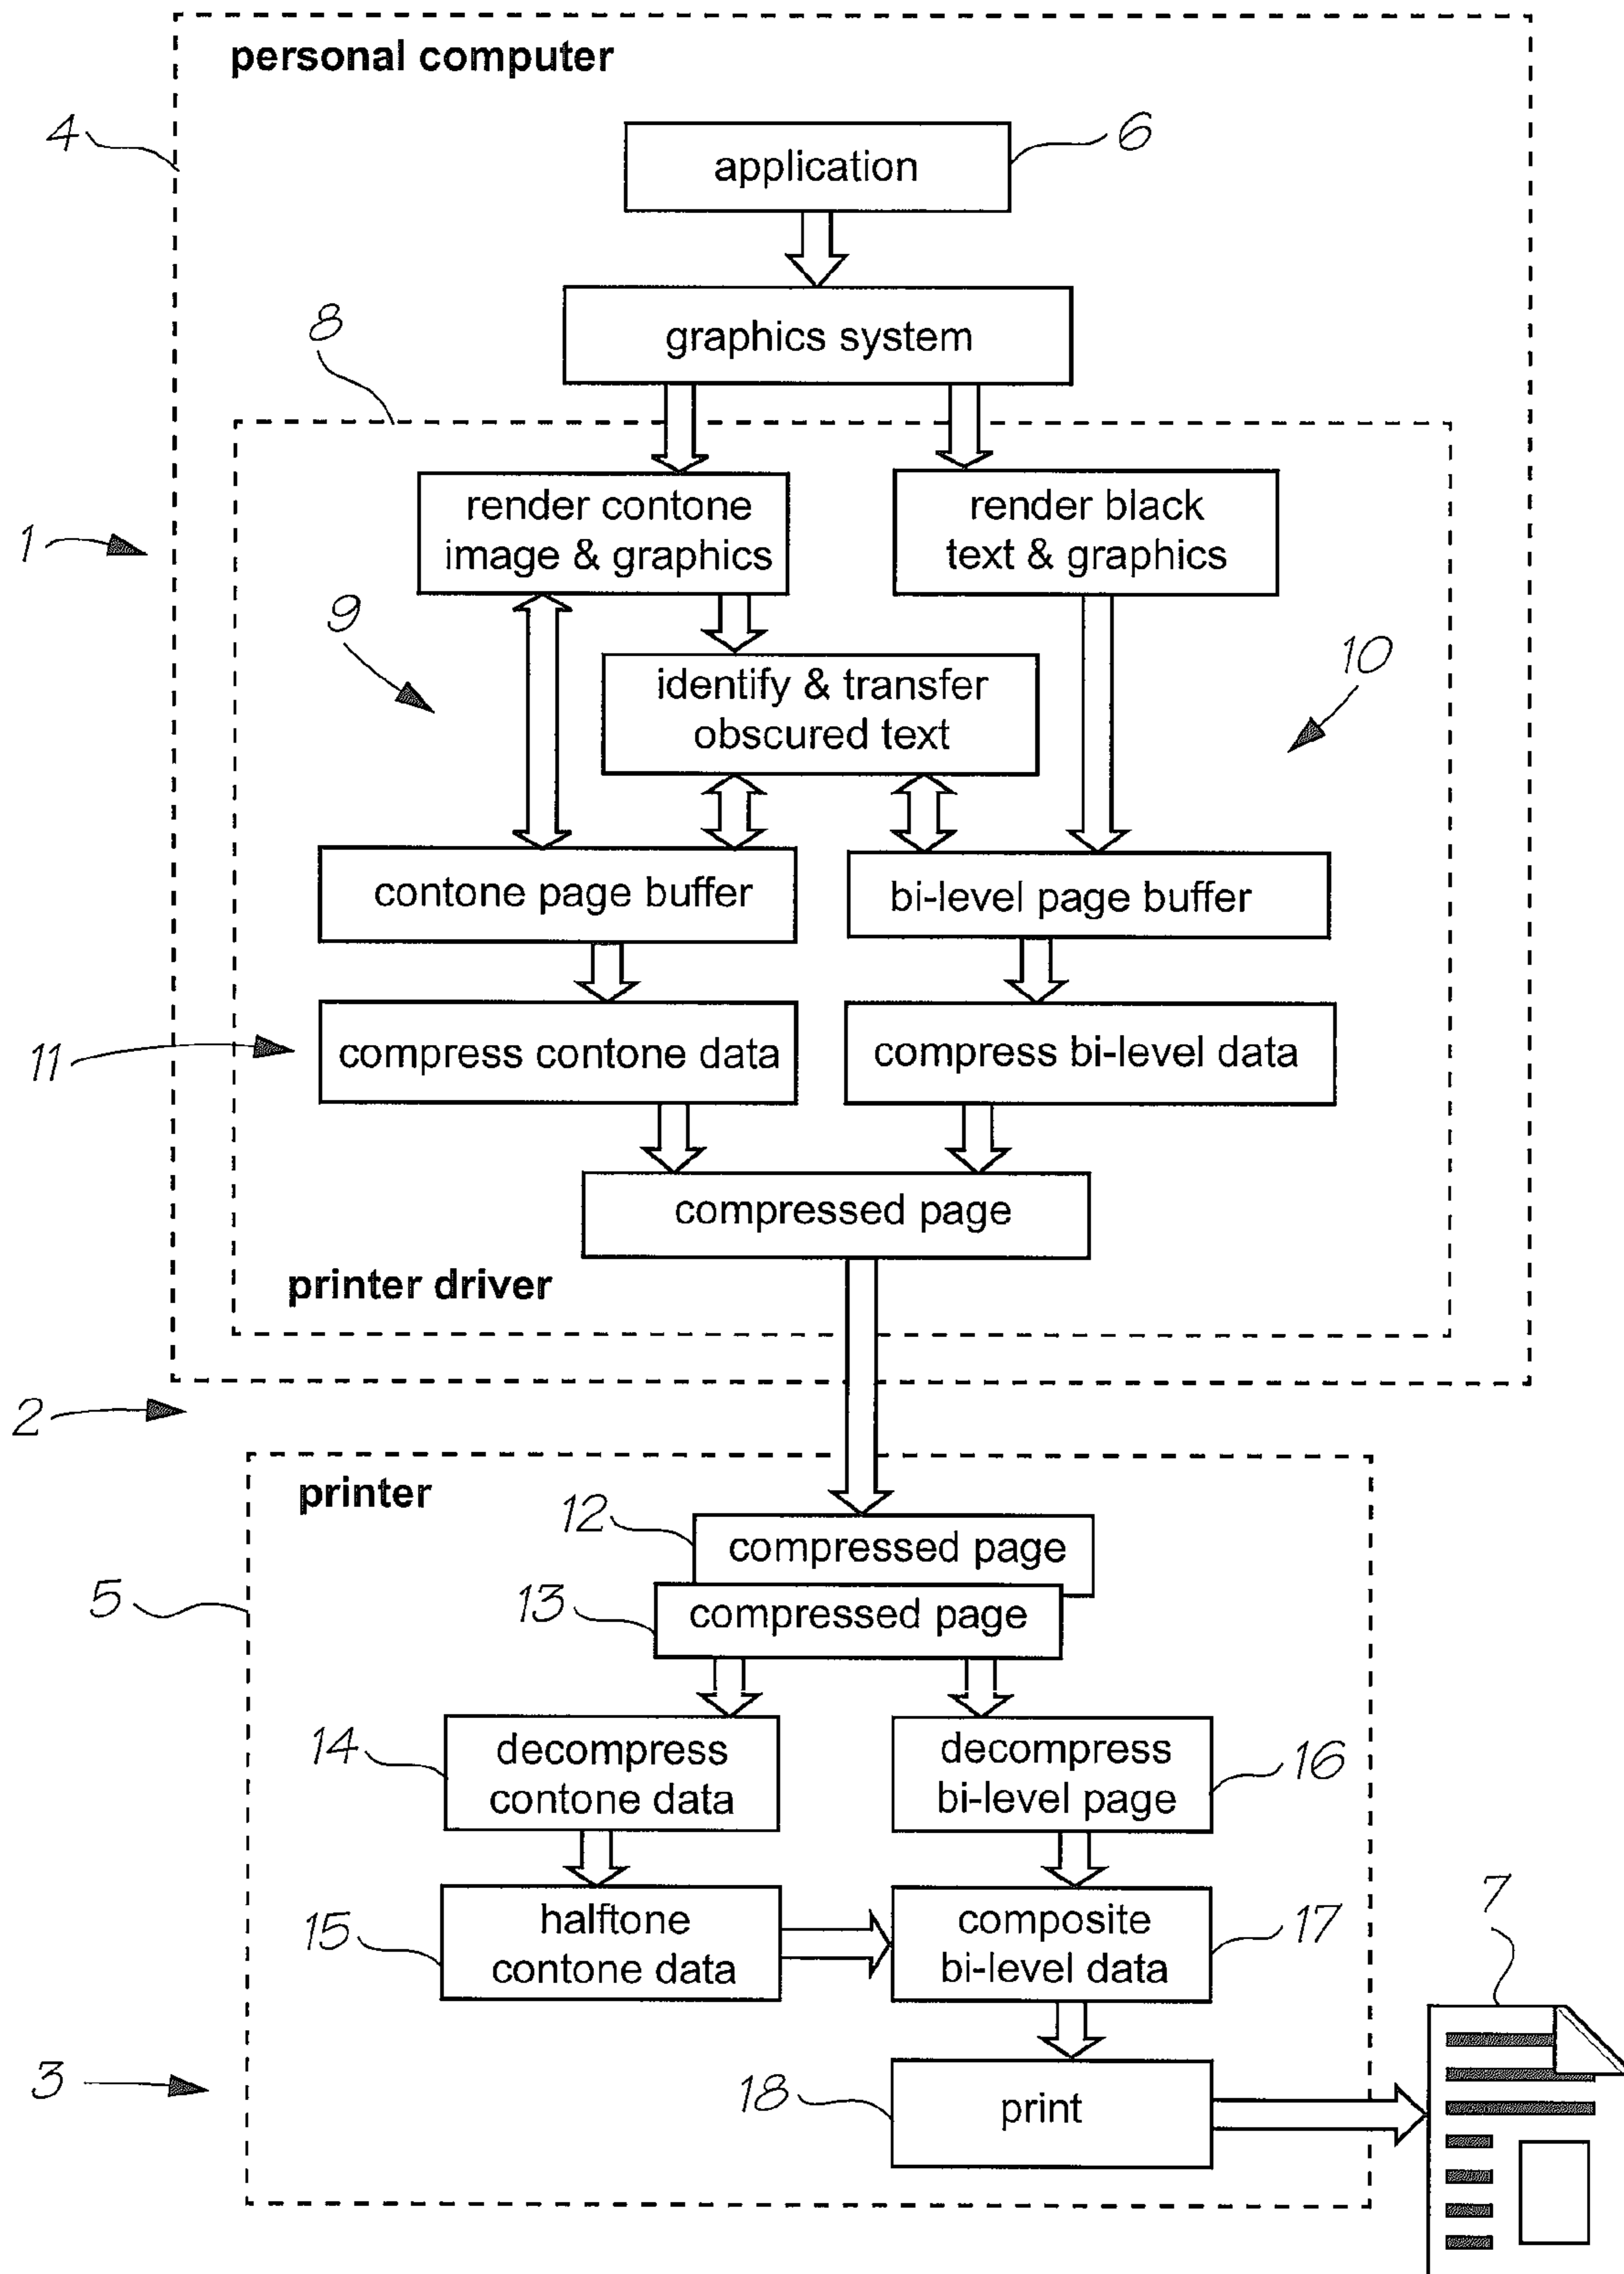 personal computer
4
application
6
graphics system
8
render contone
image & graphics
render black
text & graphics
1
9
identify & transfer
obscured text
10
contone page buffer
bi-level page buffer
11
compress contone data
compress bi-level data
compressed page
printer driver
2
printer
12
compressed page
5
13
compressed page
14
decompress
contone data
decompress
bi-level page
16
15
halftone
contone data
composite
bi-level data
17
7
3
18
print